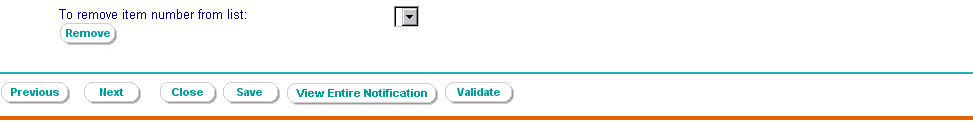 To remove item number from list:
Remove
Previous Next Close Save View Entire Notification Validate